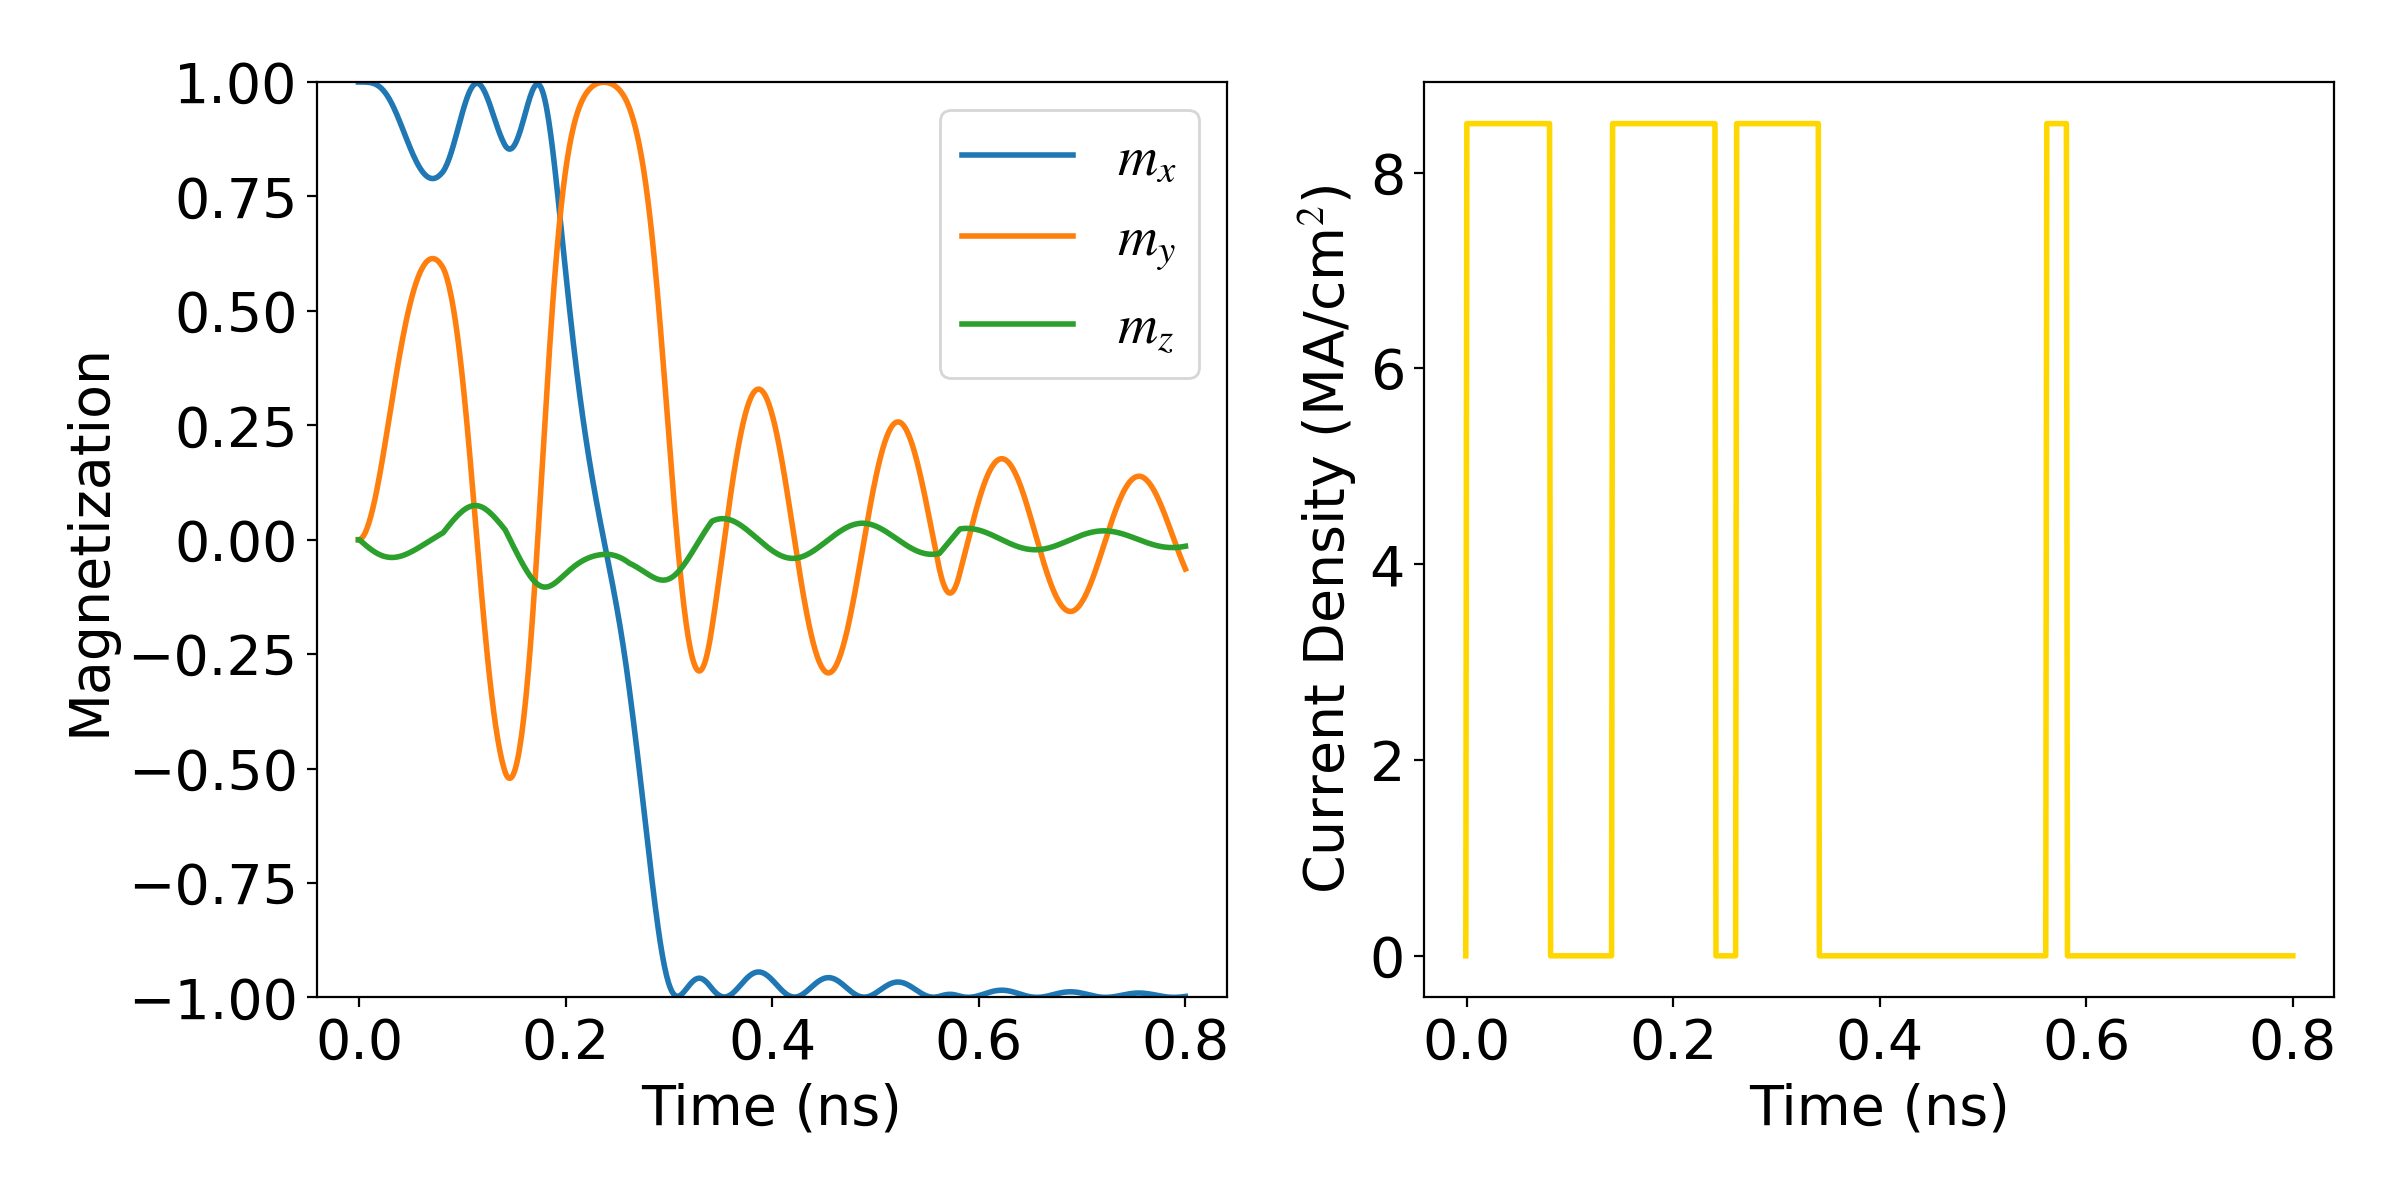 1.00
0.75
0.50
0.25
0.00
−0.25
−0.50
−0.75
−1.00
Magnetization
0.0 0.2 0.4 0.6 0.8
Time (ns)
mₓ
m_y
m_z
8
6
4
2
0
Current Density (MA/cm²)
0.0 0.2 0.4 0.6 0.8
Time (ns)